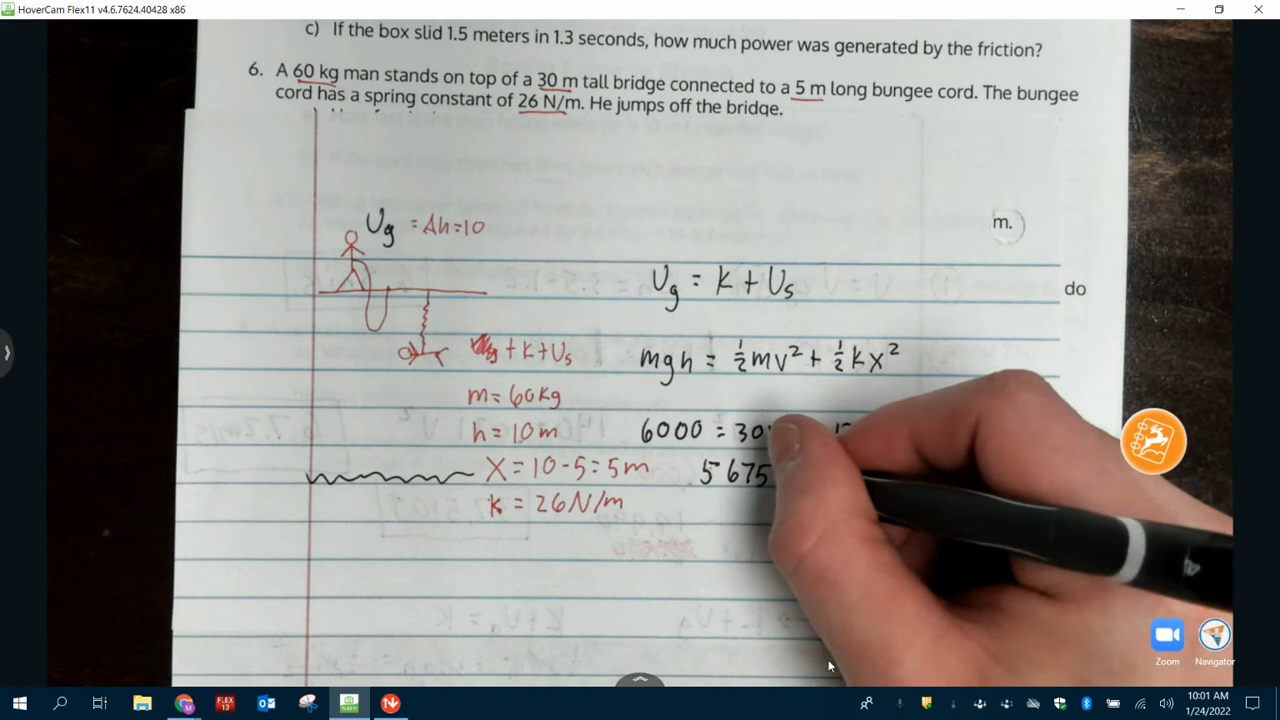 HoverCam Flex11 v4.6.7624.40428 x86
c) If the box slid 1.5 meters in 1.3 seconds, how much power was generated by the friction?
6. A 60 kg man stands on top of a 30 m tall bridge connected to a 5 m long bungee cord. The bungee
cord has a spring constant of 26 N/m. He jumps off the bridge.
m.
Ug = Δh=10
Ug = K + Us
do
+ K + Us
mgh = ½mv² + ½kx²
m = 60kg
h = 10m
6000 = 30
X = 10-5 = 5m
5675
k = 26N/m
Zoom
Navigator
10:01 AM
1/24/2022